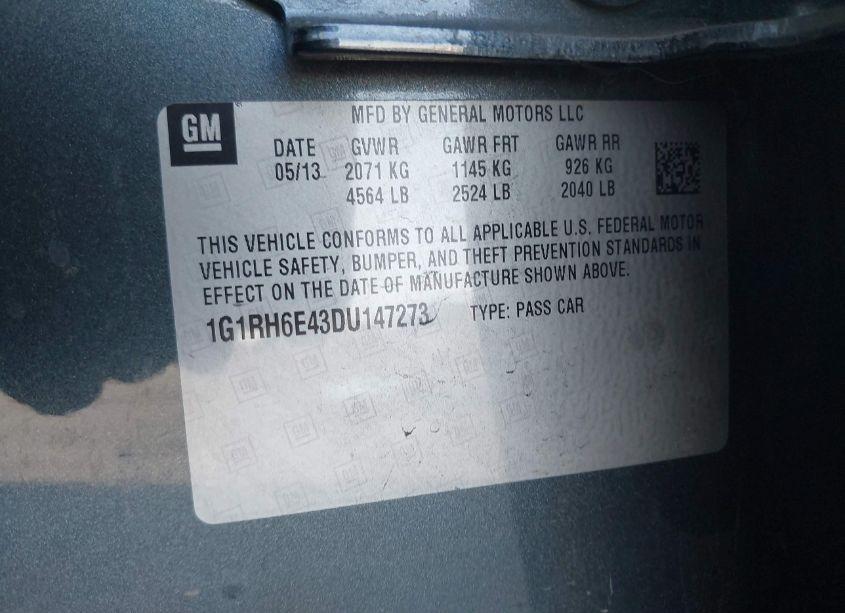 GM
MFD BY GENERAL MOTORS LLC
DATE GVWR GAWR FRT GAWR RR
05/13 2071 KG 1145 KG 926 KG
4564 LB 2524 LB 2040 LB
THIS VEHICLE CONFORMS TO ALL APPLICABLE U.S. FEDERAL MOTOR
VEHICLE SAFETY, BUMPER, AND THEFT PREVENTION STANDARDS IN
EFFECT ON THE DATE OF MANUFACTURE SHOWN ABOVE.
1G1RH6E43DU147273 TYPE: PASS CAR